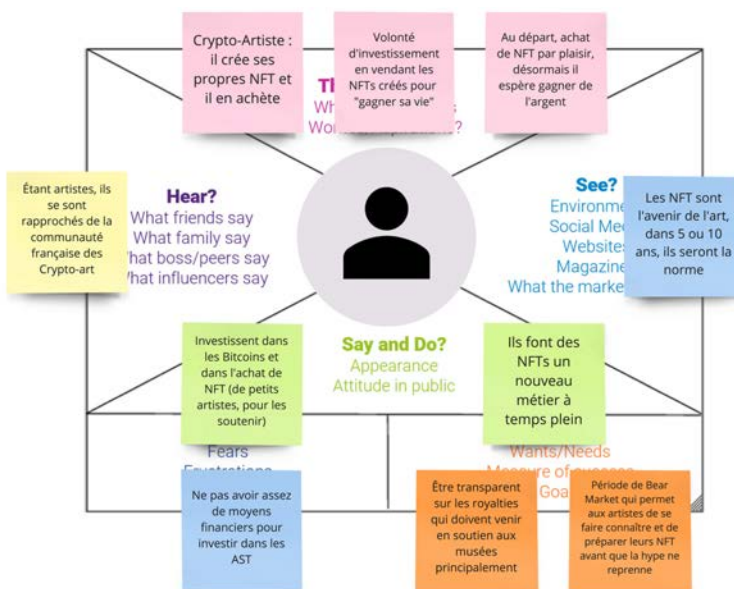 Crypto-Artiste :
il crée ses
propres NFT et
il en achète
Volonté
d'investissement
en vendant les
NFTs créés pour
"gagner sa vie"
Au départ, achat
de NFT par plaisir,
désormais il
espère gagner de
l'argent
Étant artistes, ils
se sont
rapprochés de la
communauté
française des
Crypto-art
Hear?
What friends say
What family say
What boss/peers say
What influencers say
See?
Social
Websites
What the
Les NFT sont
l'avenir de l'art,
dans 5 ou 10
ans, ils seront la
norme
Say and Do?
Appearance
Attitude in public
Investissent dans
les Bitcoins et
dans l'achat de
NFT (de petits
artistes, pour les
soutenir)
Ils font des
NFTs un
nouveau
métier à
temps plein
Fears
Wants/Needs
Ne pas avoir assez
de moyens
financiers pour
investir dans les
AST
Être transparent
sur les royalties
qui doivent venir
en soutien aux
musées
principalement
Période de Bear
Market qui permet
aux artistes de se
faire connaître et de
préparer leurs NFT
avant que la hype ne
reprenne